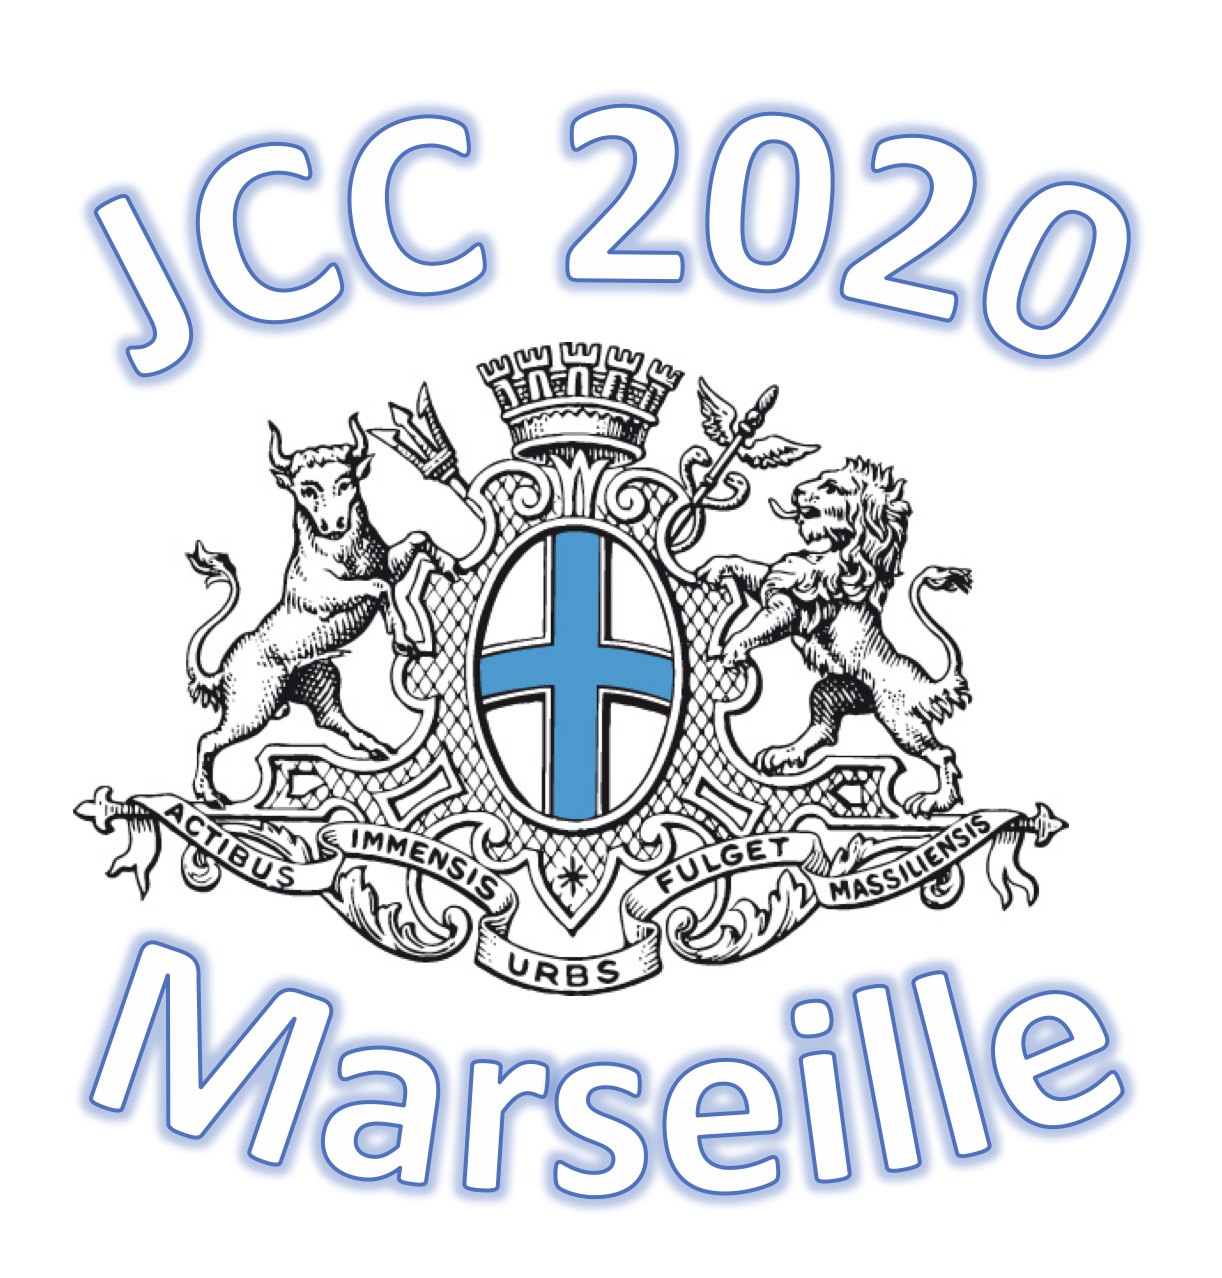 JCC 2020
ACTIBUS IMMENSIS URBS FULGET MASSILIENSIS
Marseille